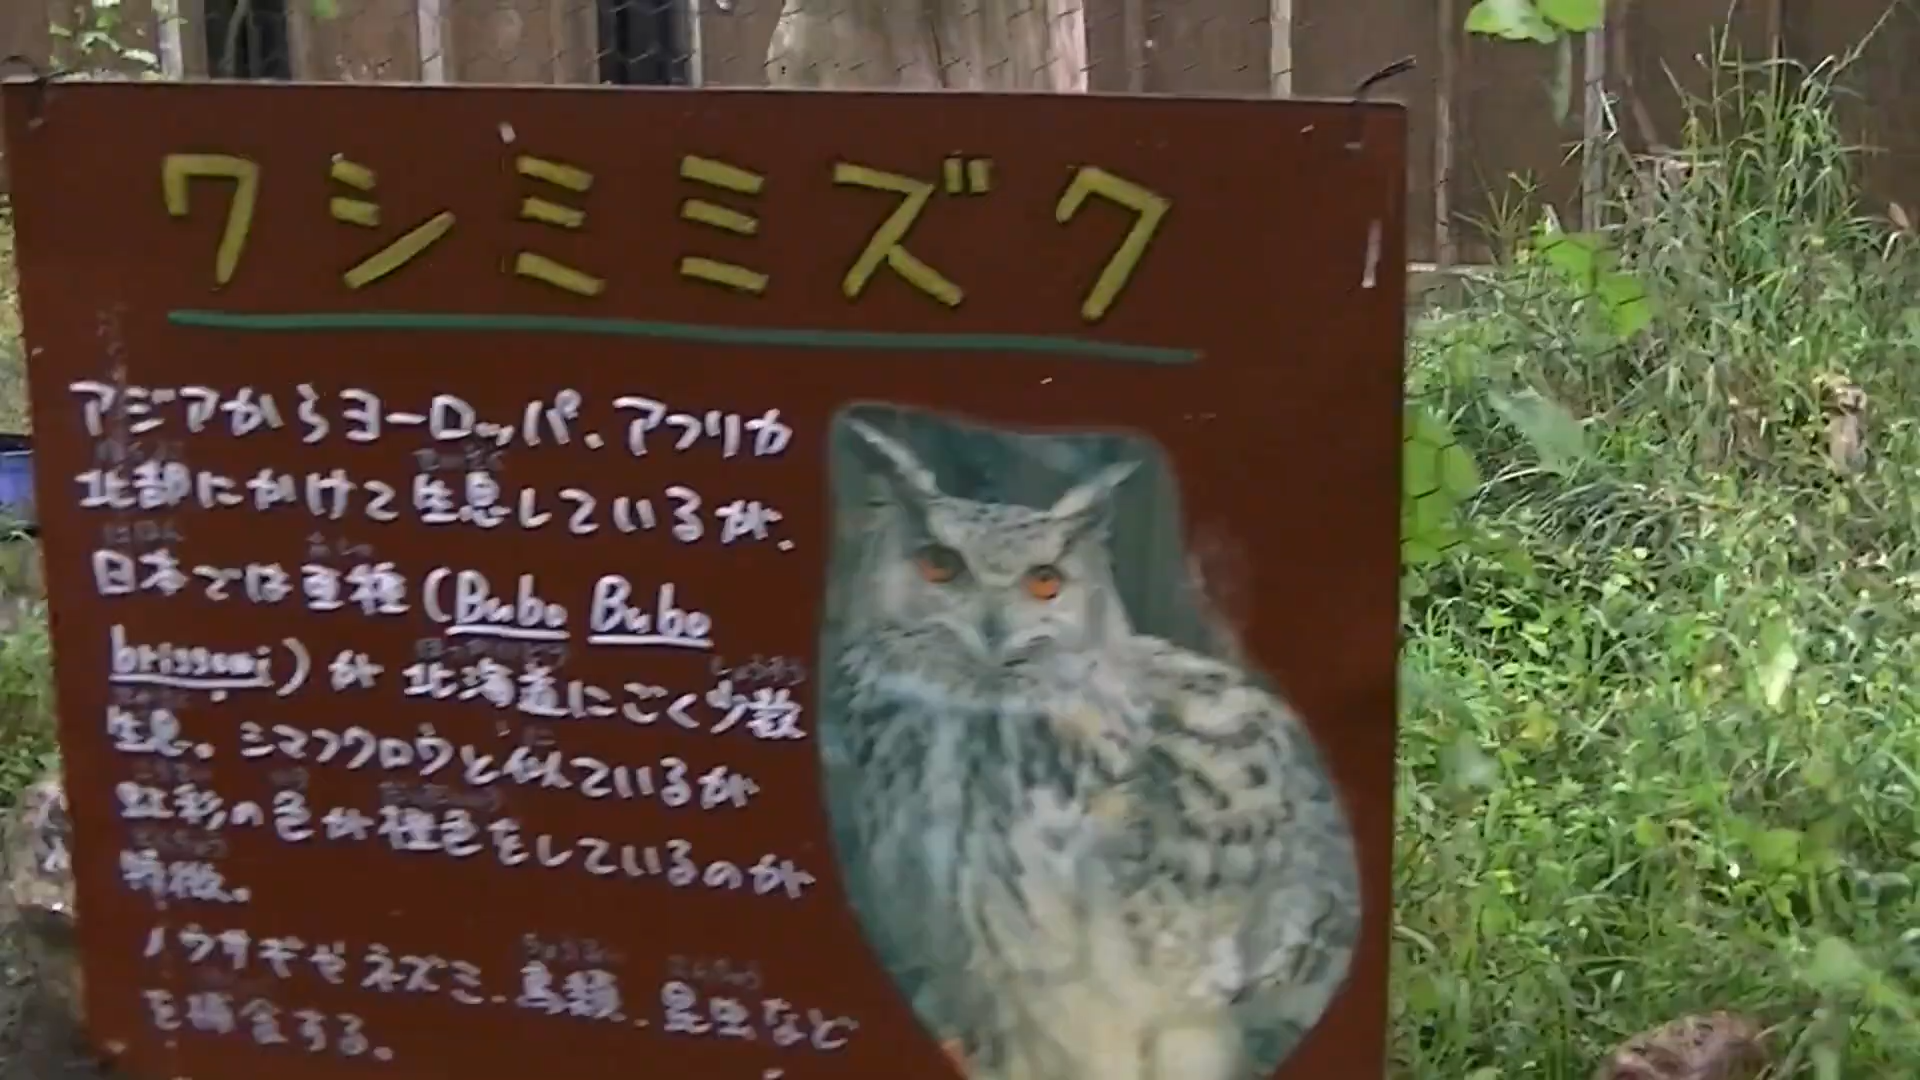 ワシミミズク
アジアからヨーロッパ、アフリカ
北部にかけて生息しているが、
日本では亜種(Bubo Bubo
brissoni)が北海道にごく少数
生息。シマフクロウと似ているが
虹彩の色が橙色をしているのが
特徴。
ノウサギやネズミ、鳥類、昆虫など
を捕食する。